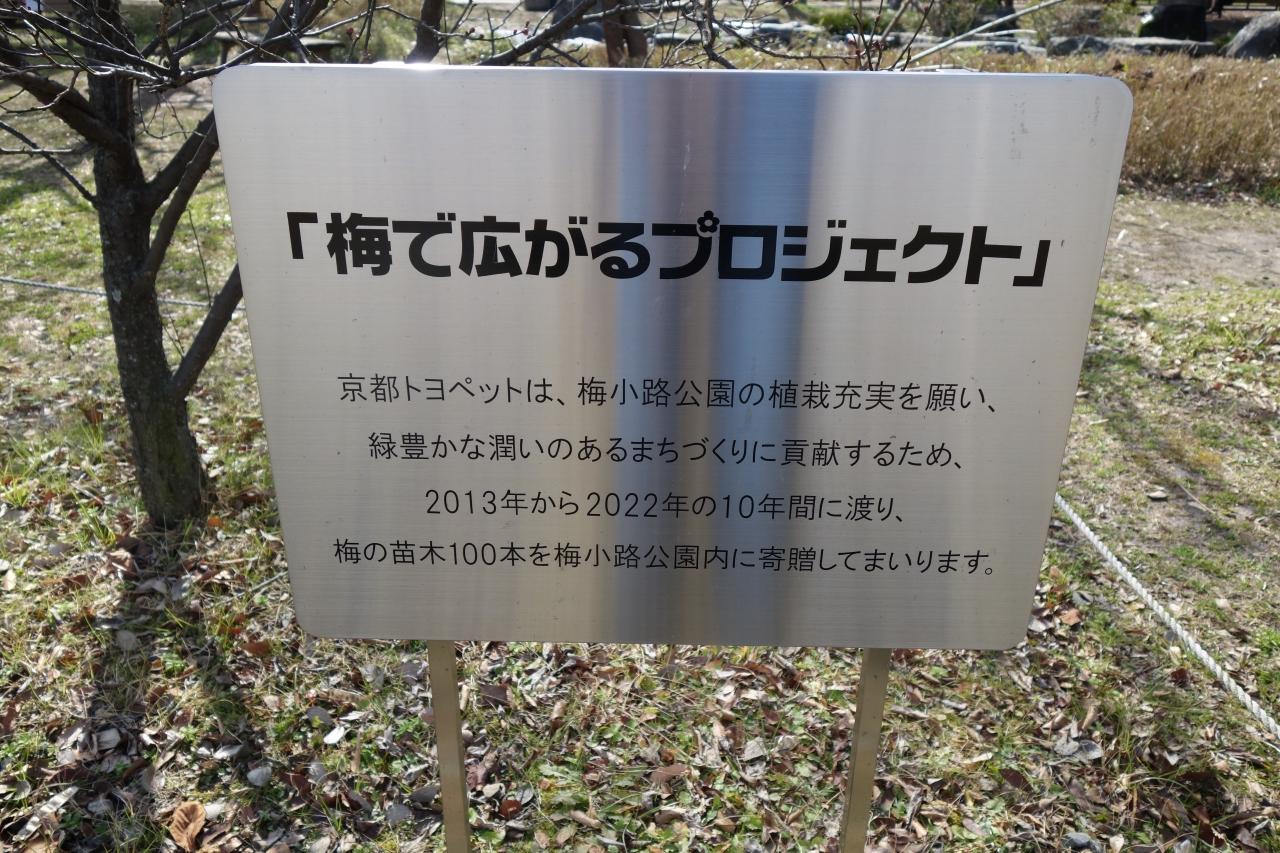 「梅で広がるプロジェクト」
京都トヨペットは、梅小路公園の植栽充実を願い、
緑豊かな潤いのあるまちづくりに貢献するため、
2013年から2022年の10年間に渡り、
梅の苗木100本を梅小路公園内に寄贈してまいります。